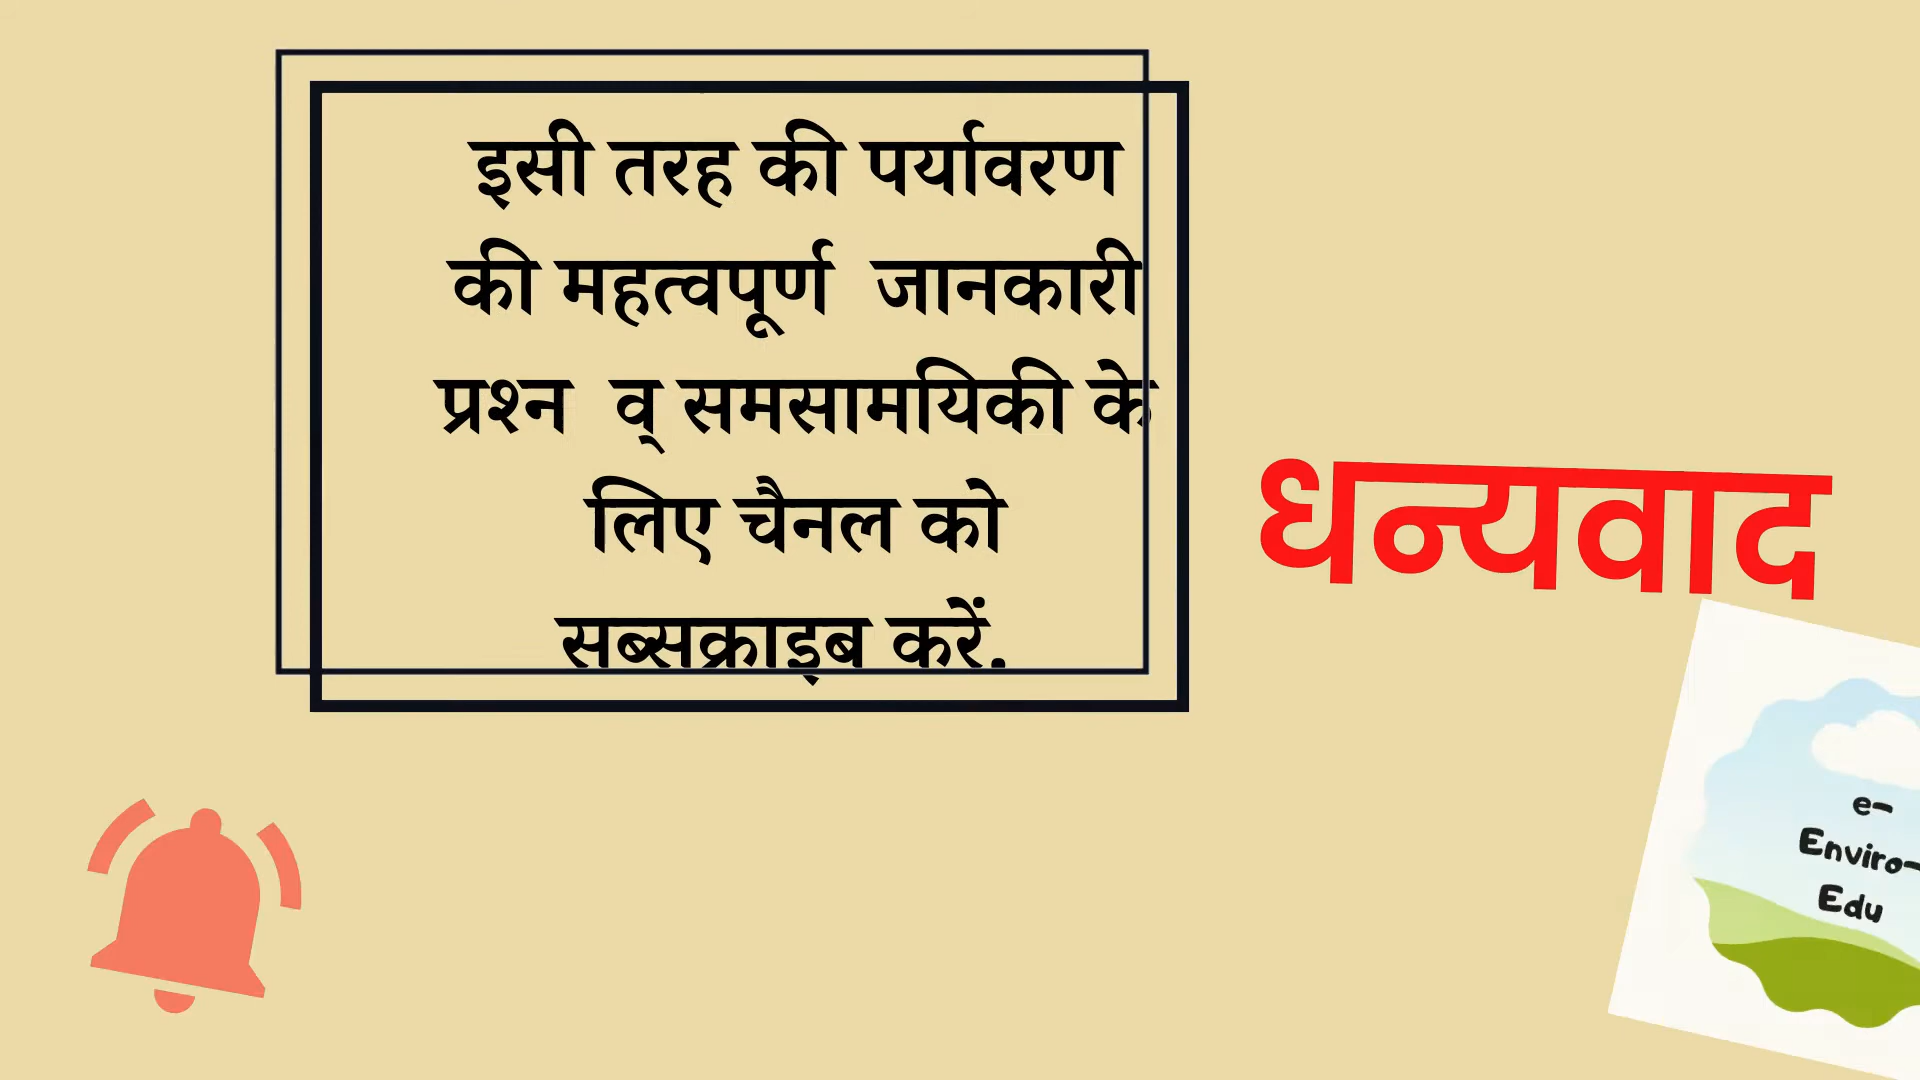 इसी तरह की पर्यावरण
की महत्वपूर्ण जानकारी
प्रश्न व् समसामयिकी के
लिए चैनल को
सब्सक्राइब करें.
धन्यवाद
e-
Enviro-
Edu